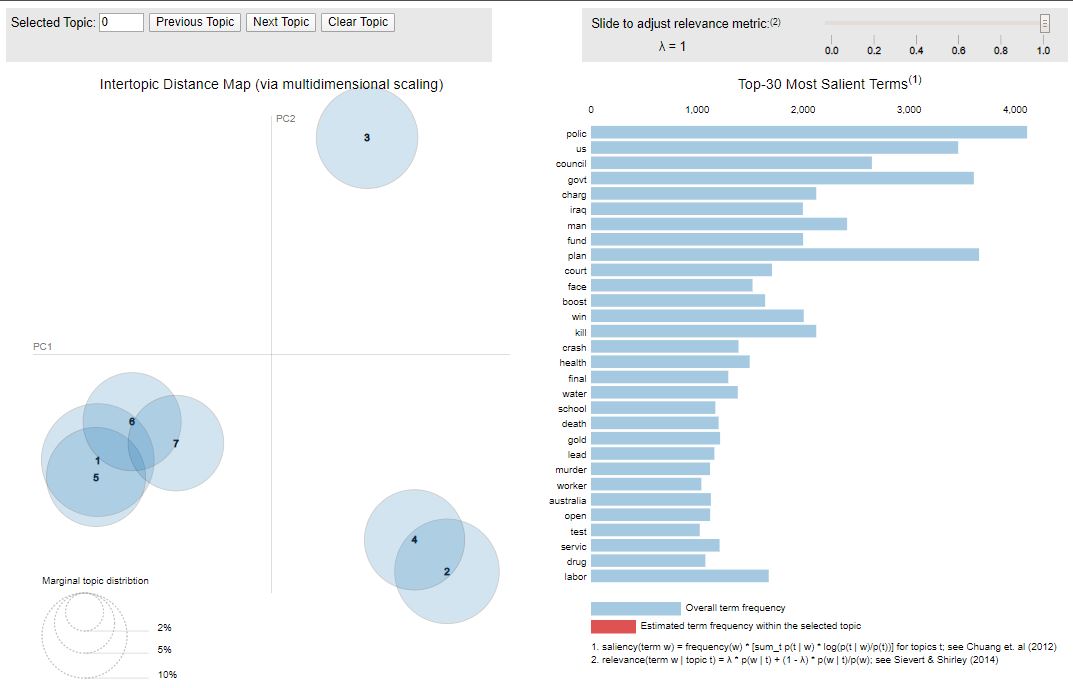 Selected Topic: 0 Previous Topic Next Topic Clear Topic
Slide to adjust relevance metric:(2)
λ = 1
0.0 0.2 0.4 0.6 0.8 1.0
Intertopic Distance Map (via multidimensional scaling)
PC2
PC1
3
6
7
1
5
4
2
Marginal topic distribtion
2%
5%
10%
Top-30 Most Salient Terms(1)
0 1,000 2,000 3,000 4,000
polic
us
council
govt
charg
iraq
man
fund
plan
court
face
boost
win
kill
crash
health
final
water
school
death
gold
lead
murder
worker
australia
open
test
servic
drug
labor
Overall term frequency
Estimated term frequency within the selected topic
1. saliency(term w) = frequency(w) * [sum_t p(t | w) * log(p(t | w)/p(t))] for topics t; see Chuang et. al (2012)
2. relevance(term w | topic t) = λ * p(w | t) + (1 - λ) * p(w | t)/p(w); see Sievert & Shirley (2014)